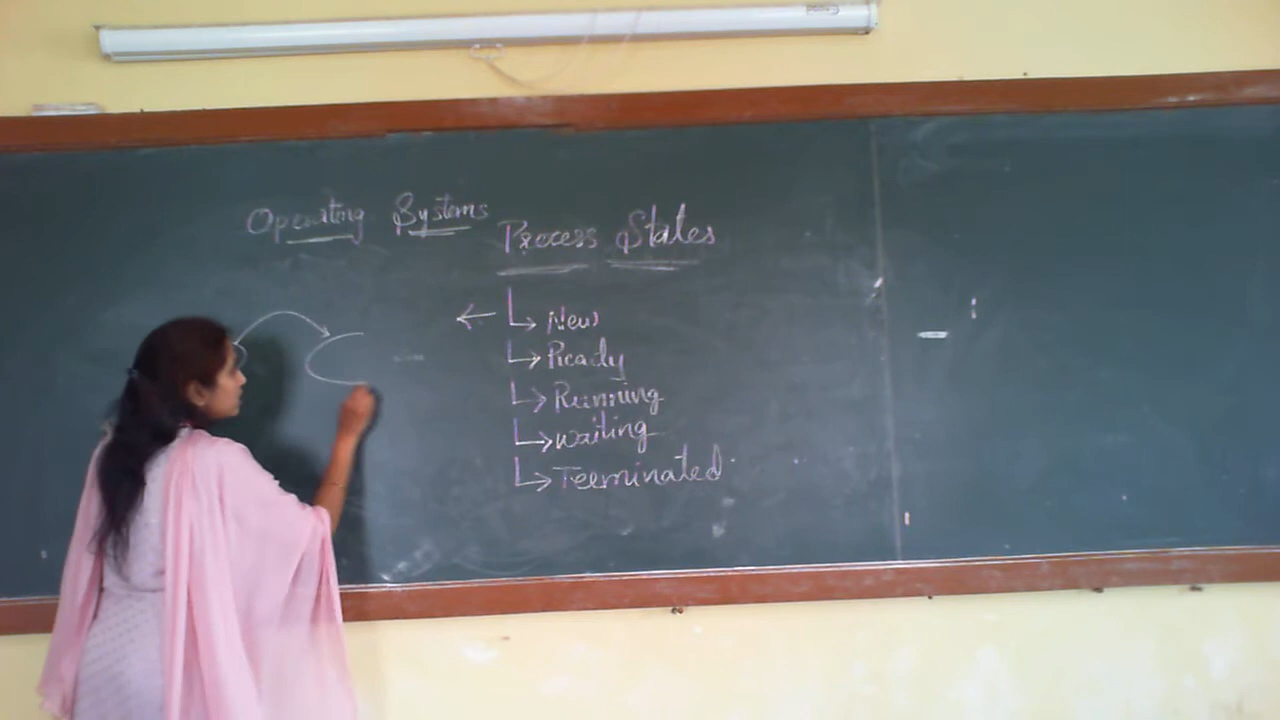 Operating Systems
Process States
New
Ready
Running
Waiting
Terminated